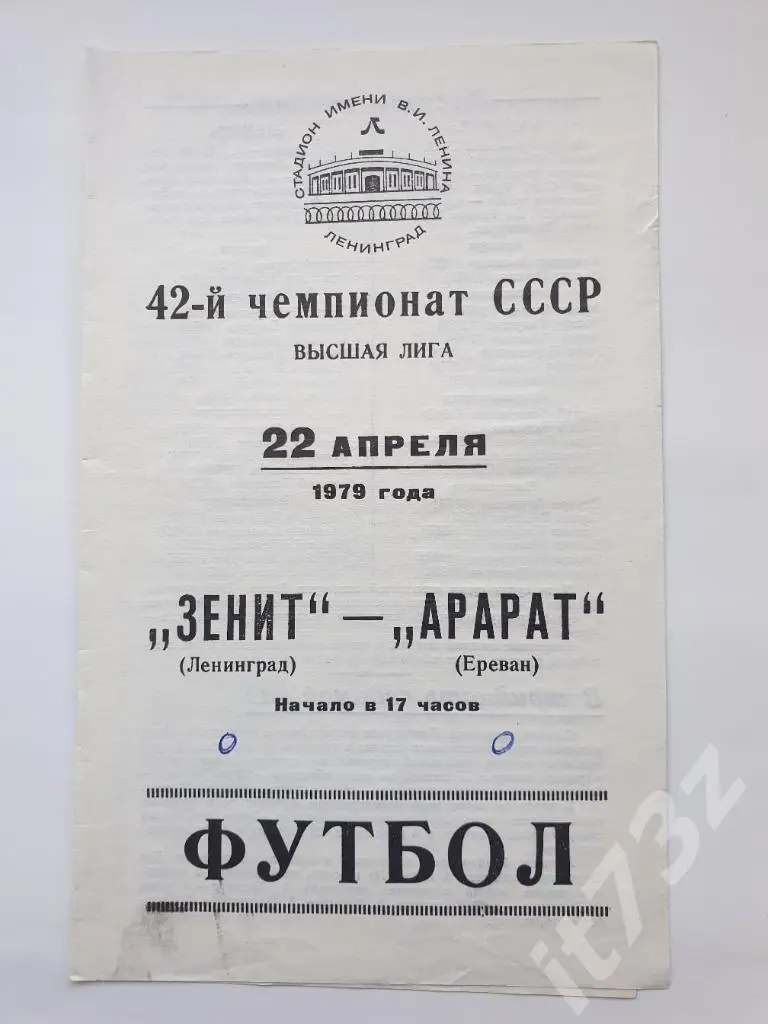 СТАДИОН ИМЕНИ В.И. ЛЕНИНА
Л
ЛЕНИНГРАД
42-й чемпионат СССР
ВЫСШАЯ ЛИГА
22 АПРЕЛЯ
1979 года
„ЗЕНИТ“ — „АРАРАТ“
(Ленинград) (Ереван)
Начало в 17 часов
0 0
ФУТБОЛ
it73z